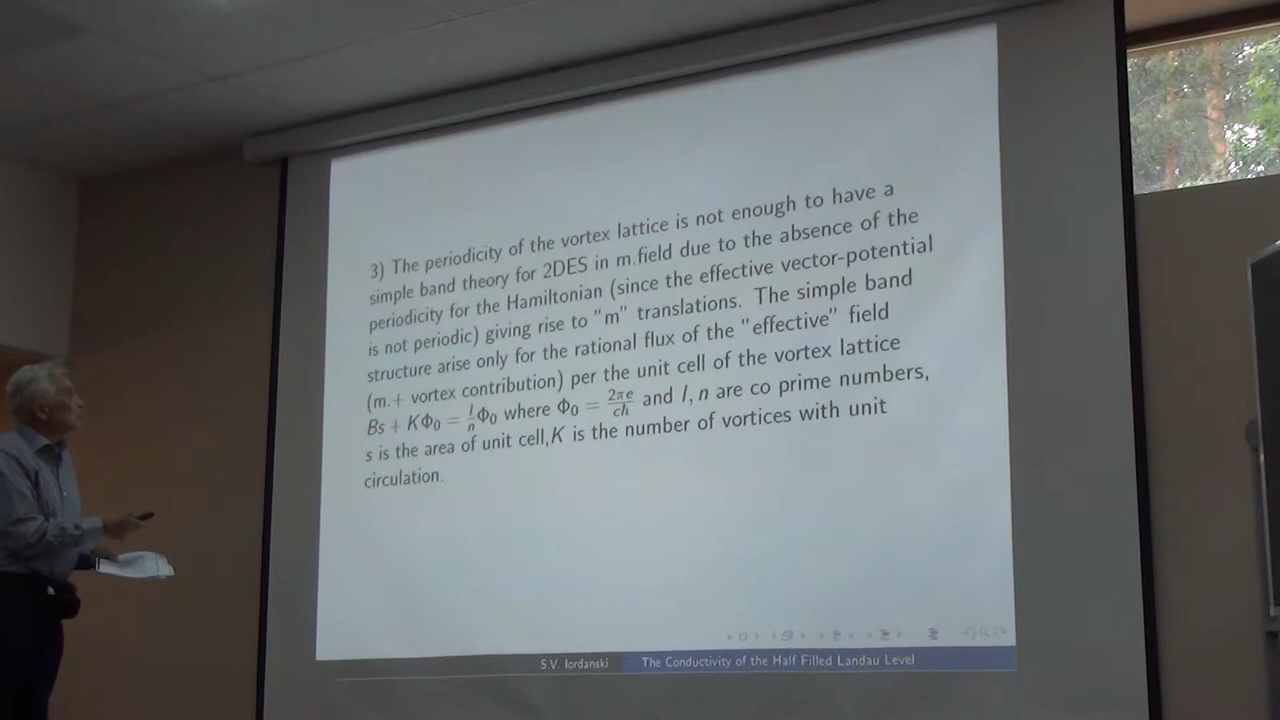 3) The periodicity of the vortex lattice is not enough to have a
simple band theory for 2DES in m.field due to the absence of the
periodicity for the Hamiltonian (since the effective vector-potential
is not periodic) giving rise to "m" translations. The simple band
structure arise only for the rational flux of the "effective" field
(m.+ vortex contribution) per the unit cell of the vortex lattice
Bs + KΦ₀ = l/n Φ₀ where Φ₀ = 2πe/cħ and l, n are co prime numbers,
s is the area of unit cell,K is the number of vortices with unit
circulation.
S.V. Iordanski The Conductivity of the Half Filled Landau Level